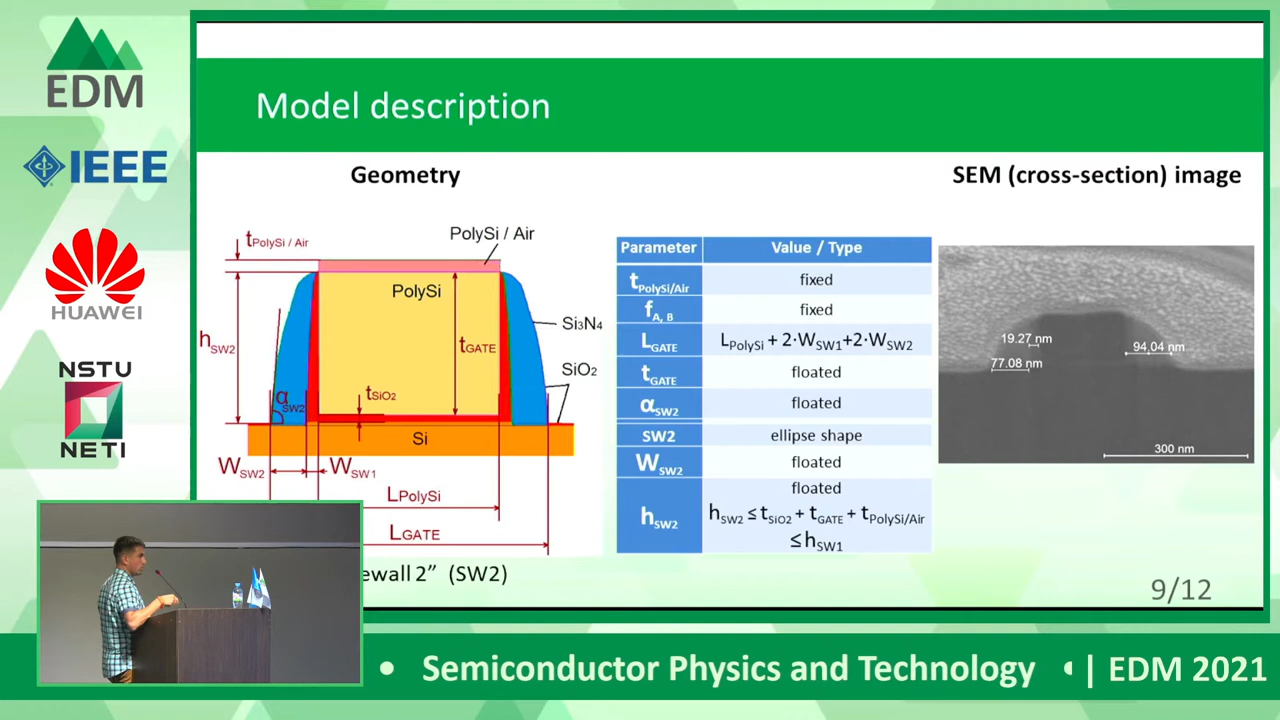 EDM
IEEE
HUAWEI
NSTU
NETI
Model description
Geometry
SEM (cross-section) image
tPolySi / Air
PolySi / Air
PolySi
Si3N4
hSW2
tGATE
SiO2
tSiO2
αSW2
Si
WSW2
WSW1
LPolySi
LGATE
ewall 2” (SW2)
Parameter Value / Type
tPolySi/Air fixed
fA, B fixed
LGATE LPolySi + 2·WSW1+2·WSW2
tGATE floated
αSW2 floated
SW2 ellipse shape
WSW2 floated
hSW2 floated
hSW2 ≤ tSiO2 + tGATE + tPolySi/Air
≤ hSW1
19.27 nm
94.04 nm
77.08 nm
300 nm
9/12
• Semiconductor Physics and Technology | EDM 2021